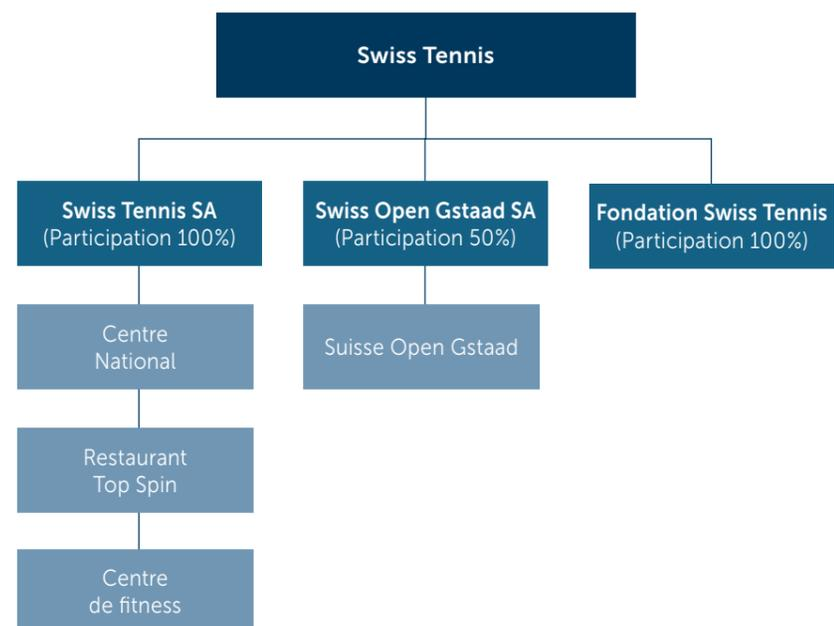 Swiss Tennis
Swiss Tennis SA
(Participation 100%)
Swiss Open Gstaad SA
(Participation 50%)
Fondation Swiss Tennis
(Participation 100%)
Centre
National
Suisse Open Gstaad
Restaurant
Top Spin
Centre
de fitness